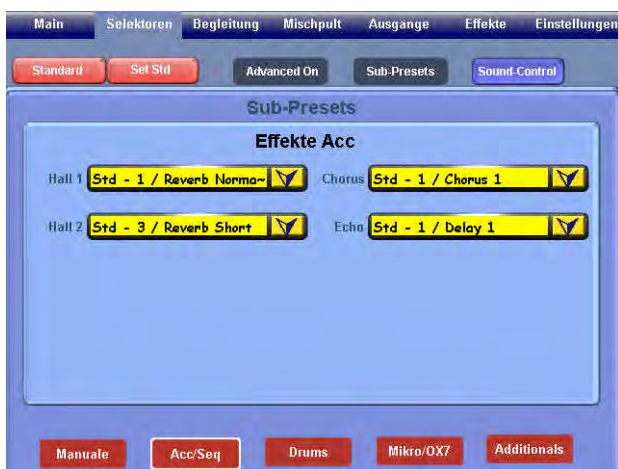 Main Selektoren Begleitung Mischpult Ausgange Effekte Einstellungen
Standard Set Std Advanced On Sub-Presets Sound-Control
Sub-Presets
Effekte Acc
Hall 1 Std - 1 / Reverb Norma~ Chorus Std - 1 / Chorus 1
Hall 2 Std - 3 / Reverb Short Echo Std - 1 / Delay 1
Manuale Acc/Seq Drums Mikro/OX7 Additionals